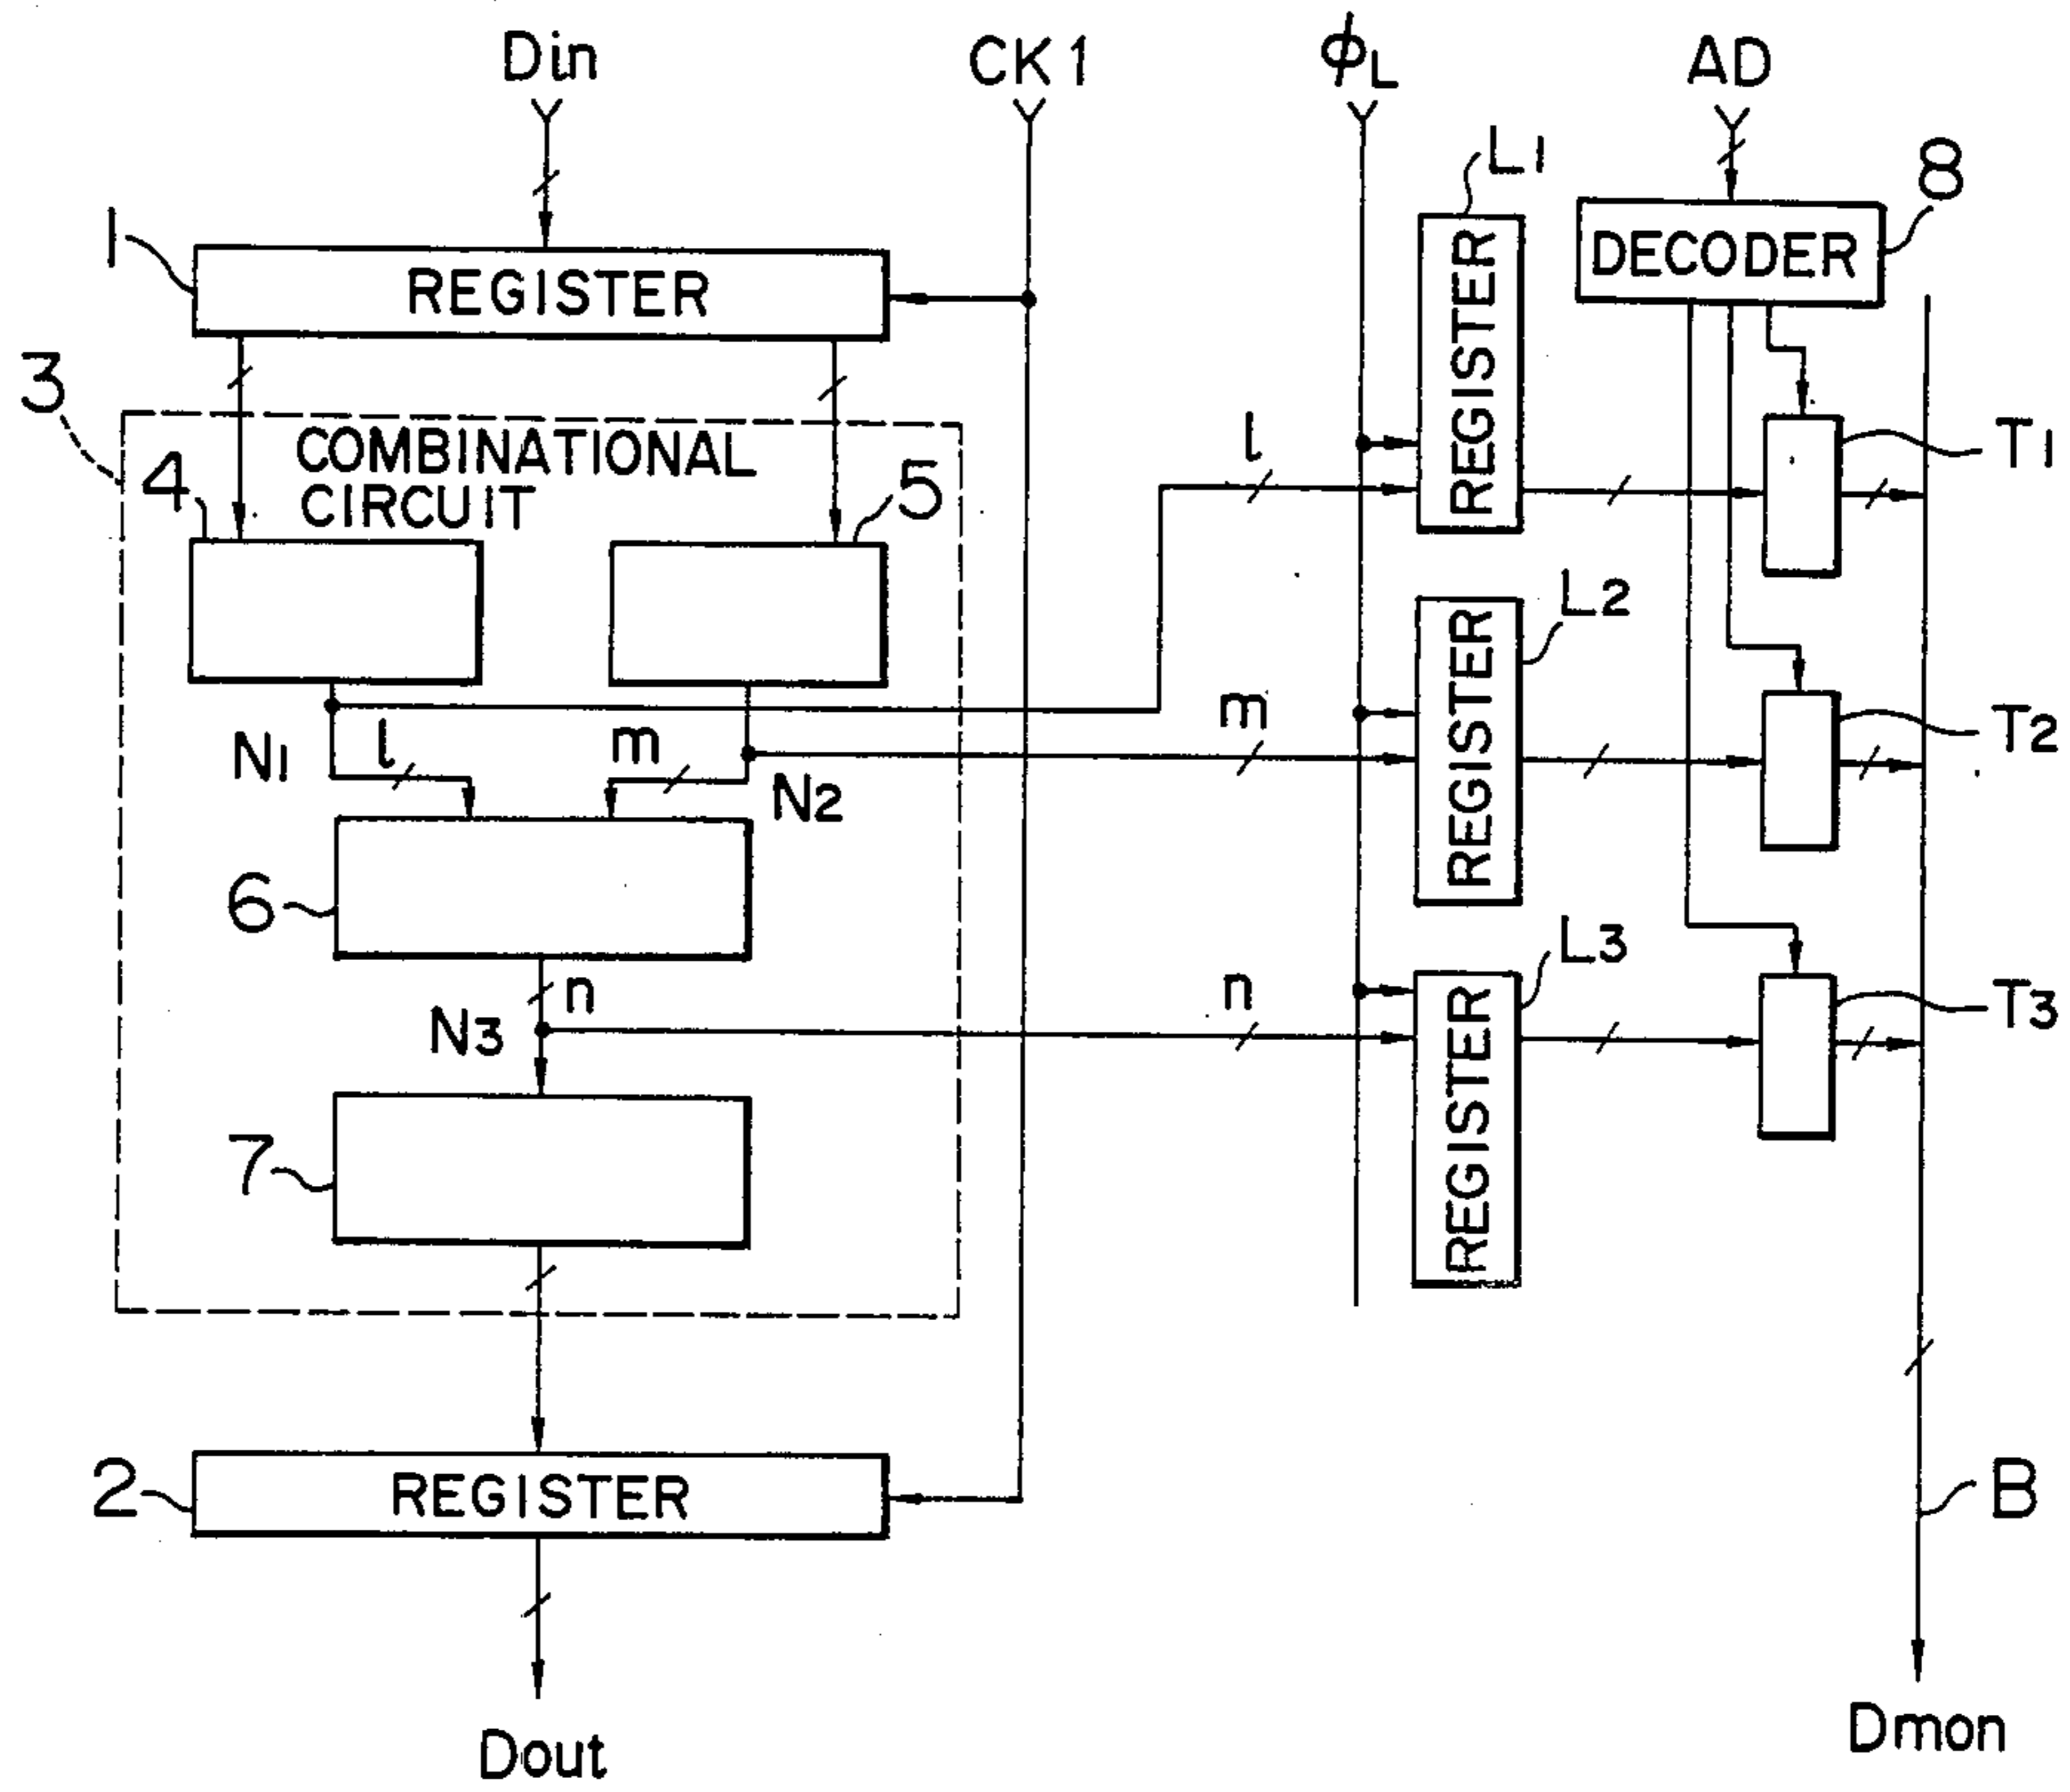 Din
CK1
ϕL
AD
L1
8
1
REGISTER
REGISTER
DECODER
3
COMBINATIONAL
CIRCUIT
4
5
l
T1
L2
REGISTER
m
N1
l
m
N2
T2
6
L3
n
N3
n
REGISTER
T3
7
2
REGISTER
B
Dout
Dmon